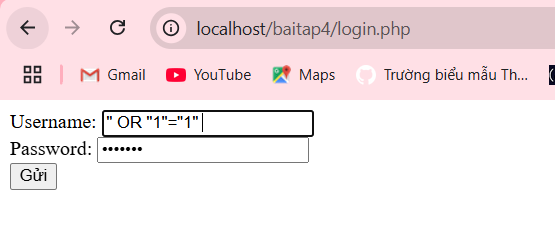 localhost/baitap4/login.php
Gmail YouTube Maps Trường biểu mẫu Th...
Username: " OR "1"="1"
Password: •••••••
Gửi